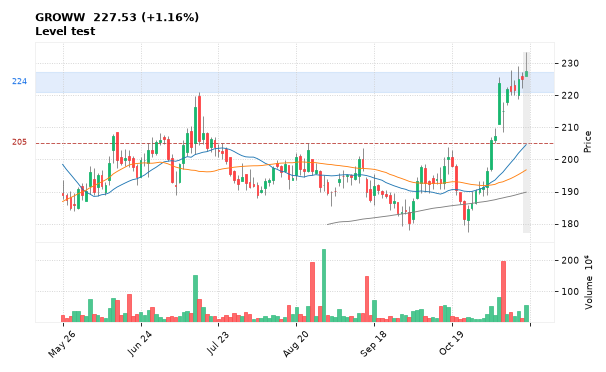 GROWW 227.53 (+1.16%)
Level test
224
205
230
220
210
200
190
180
Price
200
100
Volume 10⁴
May 26
Jun 24
Jul 23
Aug 20
Sep 18
Oct 19